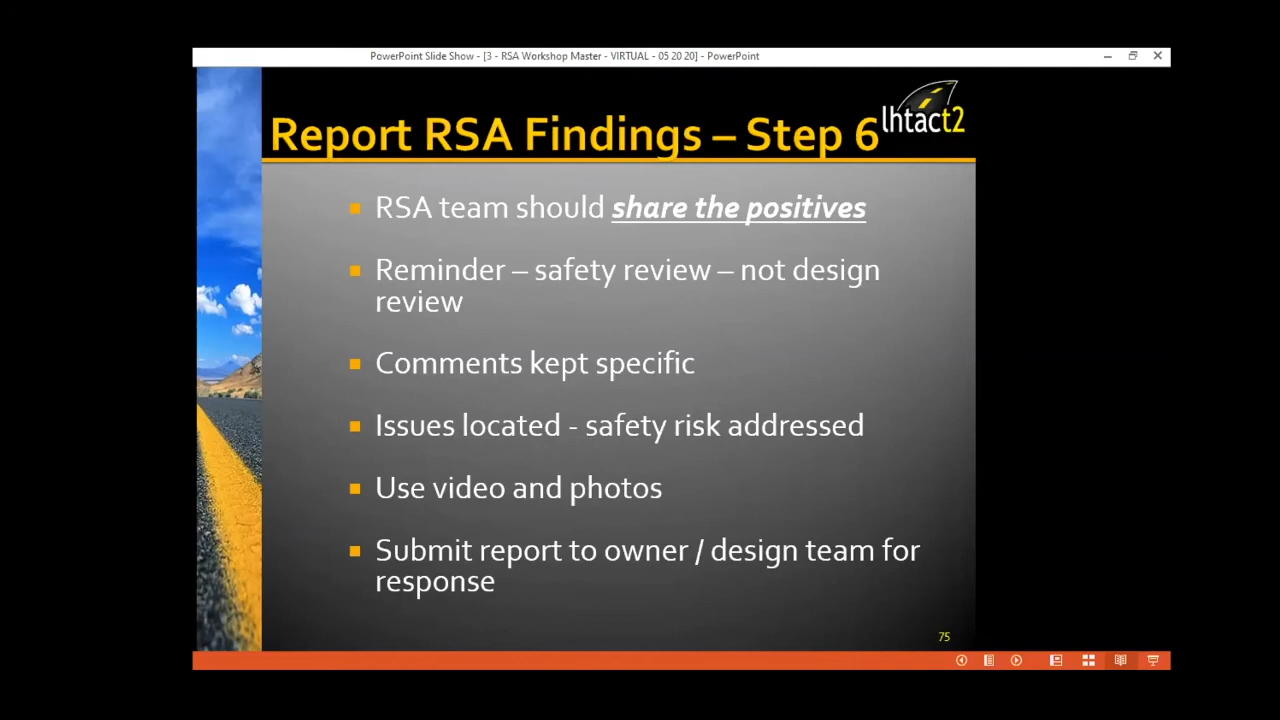 PowerPoint Slide Show - [3 - RSA Workshop Master - VIRTUAL - 05 20 20] - PowerPoint
lhtact2
Report RSA Findings – Step 6
RSA team should share the positives
Reminder – safety review – not design
review
Comments kept specific
Issues located - safety risk addressed
Use video and photos
Submit report to owner / design team for
response
75